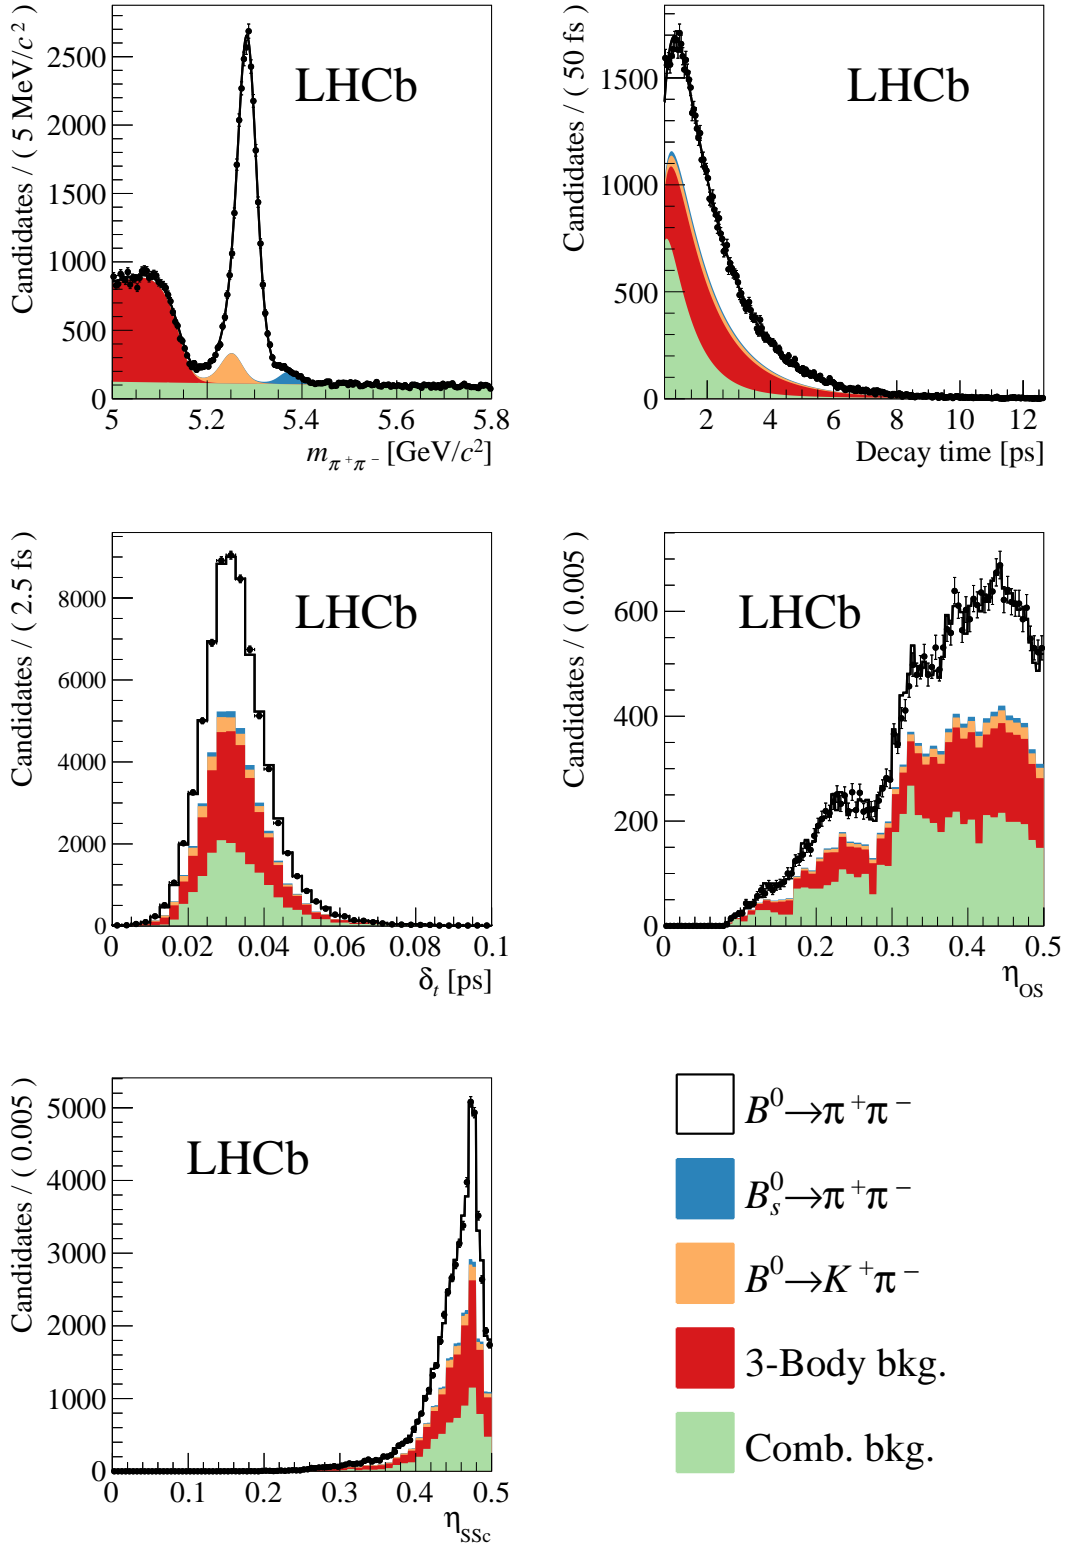 Candidates / ( 5 MeV/c² )
2500
2000
1500
1000
500
0
LHCb
5 5.2 5.4 5.6 5.8
m π⁺π⁻ [GeV/c²]
Candidates / ( 50 fs )
1500
1000
500
0
LHCb
2 4 6 8 10 12
Decay time [ps]
Candidates / ( 2.5 fs )
8000
6000
4000
2000
0
LHCb
0 0.02 0.04 0.06 0.08 0.1
δt [ps]
Candidates / ( 0.005 )
600
400
200
0
LHCb
0 0.1 0.2 0.3 0.4 0.5
ηOS
Candidates / ( 0.005 )
5000
4000
3000
2000
1000
0
LHCb
0 0.1 0.2 0.3 0.4 0.5
ηSSc
B⁰→π⁺π⁻
B⁰s→π⁺π⁻
B⁰→K⁺π⁻
3-Body bkg.
Comb. bkg.